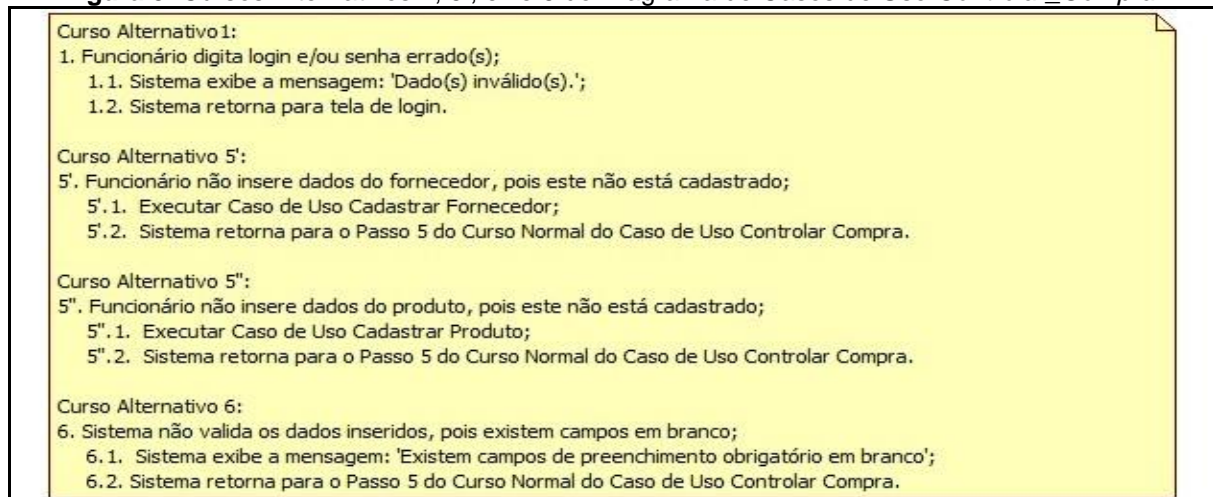 Curso Alternativo1:
1. Funcionário digita login e/ou senha errado(s);
1.1. Sistema exibe a mensagem: 'Dado(s) inválido(s).';
1.2. Sistema retorna para tela de login.
Curso Alternativo 5':
5'. Funcionário não insere dados do fornecedor, pois este não está cadastrado;
5'.1. Executar Caso de Uso Cadastrar Fornecedor;
5'.2. Sistema retorna para o Passo 5 do Curso Normal do Caso de Uso Controlar Compra.
Curso Alternativo 5":
5". Funcionário não insere dados do produto, pois este não está cadastrado;
5".1. Executar Caso de Uso Cadastrar Produto;
5".2. Sistema retorna para o Passo 5 do Curso Normal do Caso de Uso Controlar Compra.
Curso Alternativo 6:
6. Sistema não valida os dados inseridos, pois existem campos em branco;
6.1. Sistema exibe a mensagem: 'Existem campos de preenchimento obrigatório em branco';
6.2. Sistema retorna para o Passo 5 do Curso Normal do Caso de Uso Controlar Compra.